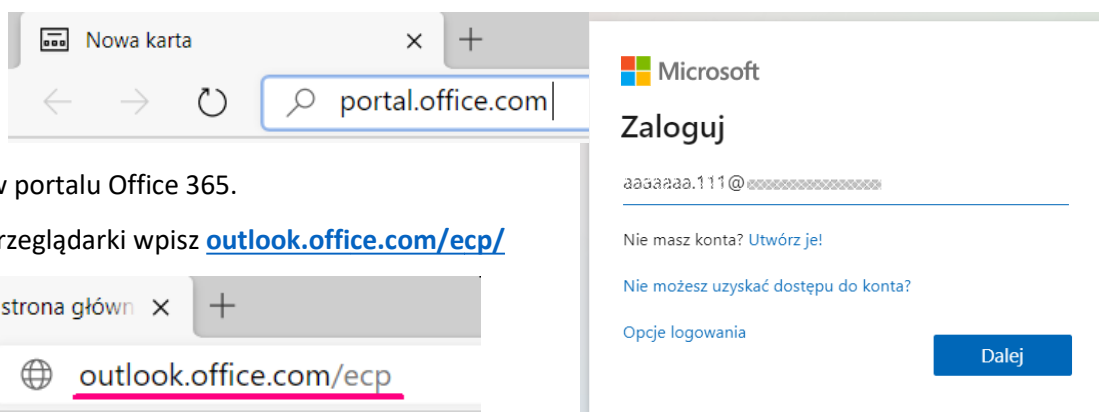 Nowa karta
portal.office.com
w portalu Office 365.
rzeglądarki wpisz outlook.office.com/ecp/
strona główn
outlook.office.com/ecp
Microsoft
Zaloguj
Nie masz konta? Utwórz je!
Nie możesz uzyskać dostępu do konta?
Opcje logowania
Dalej